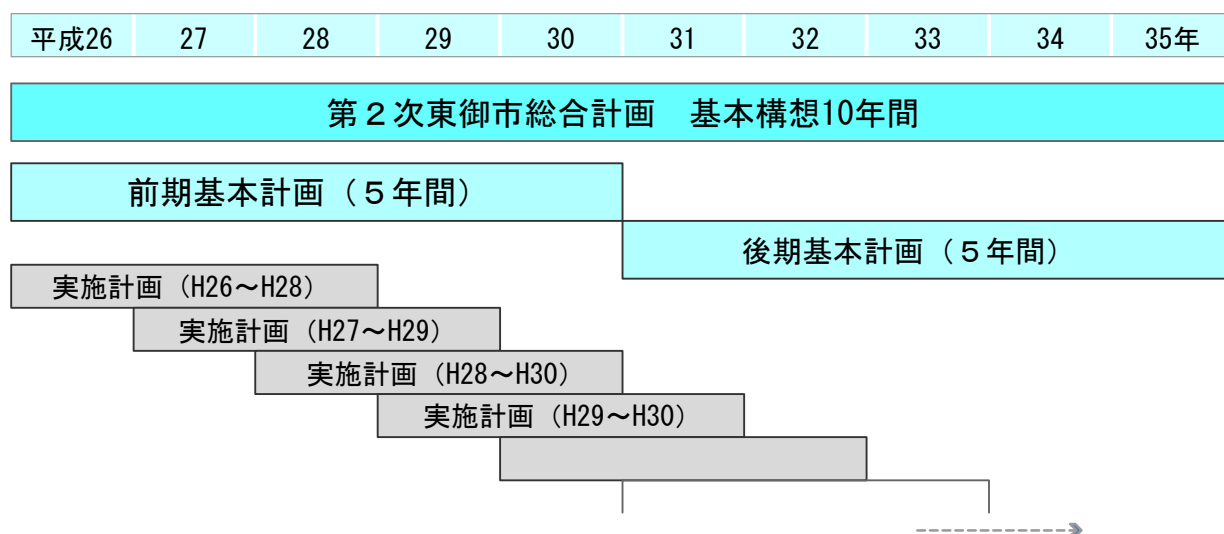 平成26 27 28 29 30 31 32 33 34 35年
第２次東御市総合計画　基本構想10年間
前期基本計画（５年間）
後期基本計画（５年間）
実施計画（H26～H28）
実施計画（H27～H29）
実施計画（H28～H30）
実施計画（H29～H30）